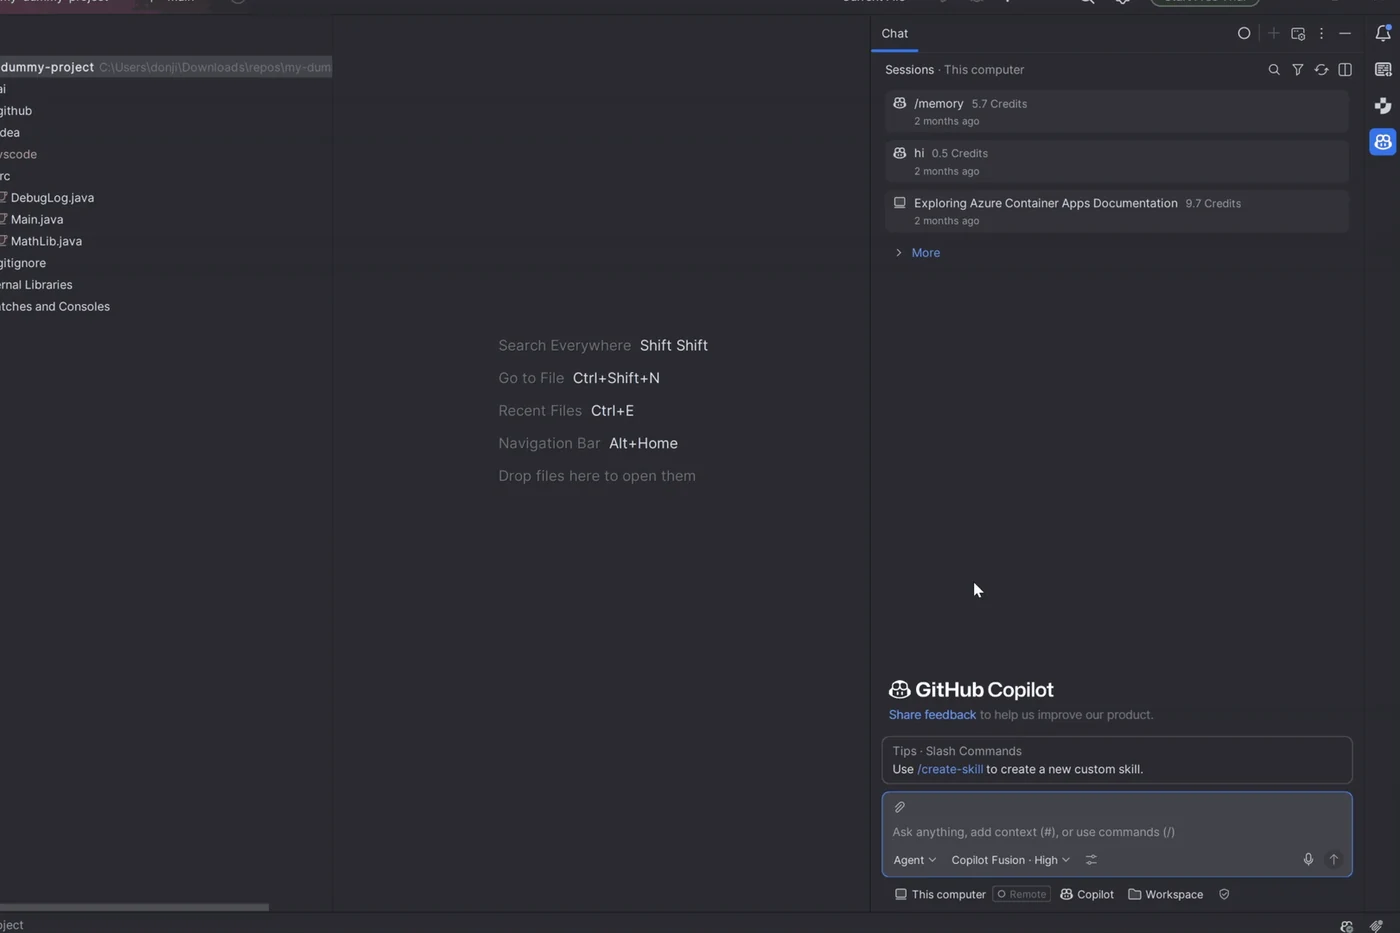 Chat
dummy-project C:\Users\donji\Downloads\repos\my-dum
Sessions · This computer
ai
github
/memory 5.7 Credits
2 months ago
idea
vscode
hi 0.5 Credits
2 months ago
rc
DebugLog.java
Exploring Azure Container Apps Documentation 9.7 Credits
2 months ago
Main.java
MathLib.java
More
gitignore
ernal Libraries
atches and Consoles
Search Everywhere Shift Shift
Go to File Ctrl+Shift+N
Recent Files Ctrl+E
Navigation Bar Alt+Home
Drop files here to open them
GitHub Copilot
Share feedback to help us improve our product.
Tips · Slash Commands
Use /create-skill to create a new custom skill.
Ask anything, add context (#), or use commands (/)
Agent Copilot Fusion · High
This computer Remote Copilot Workspace
oject